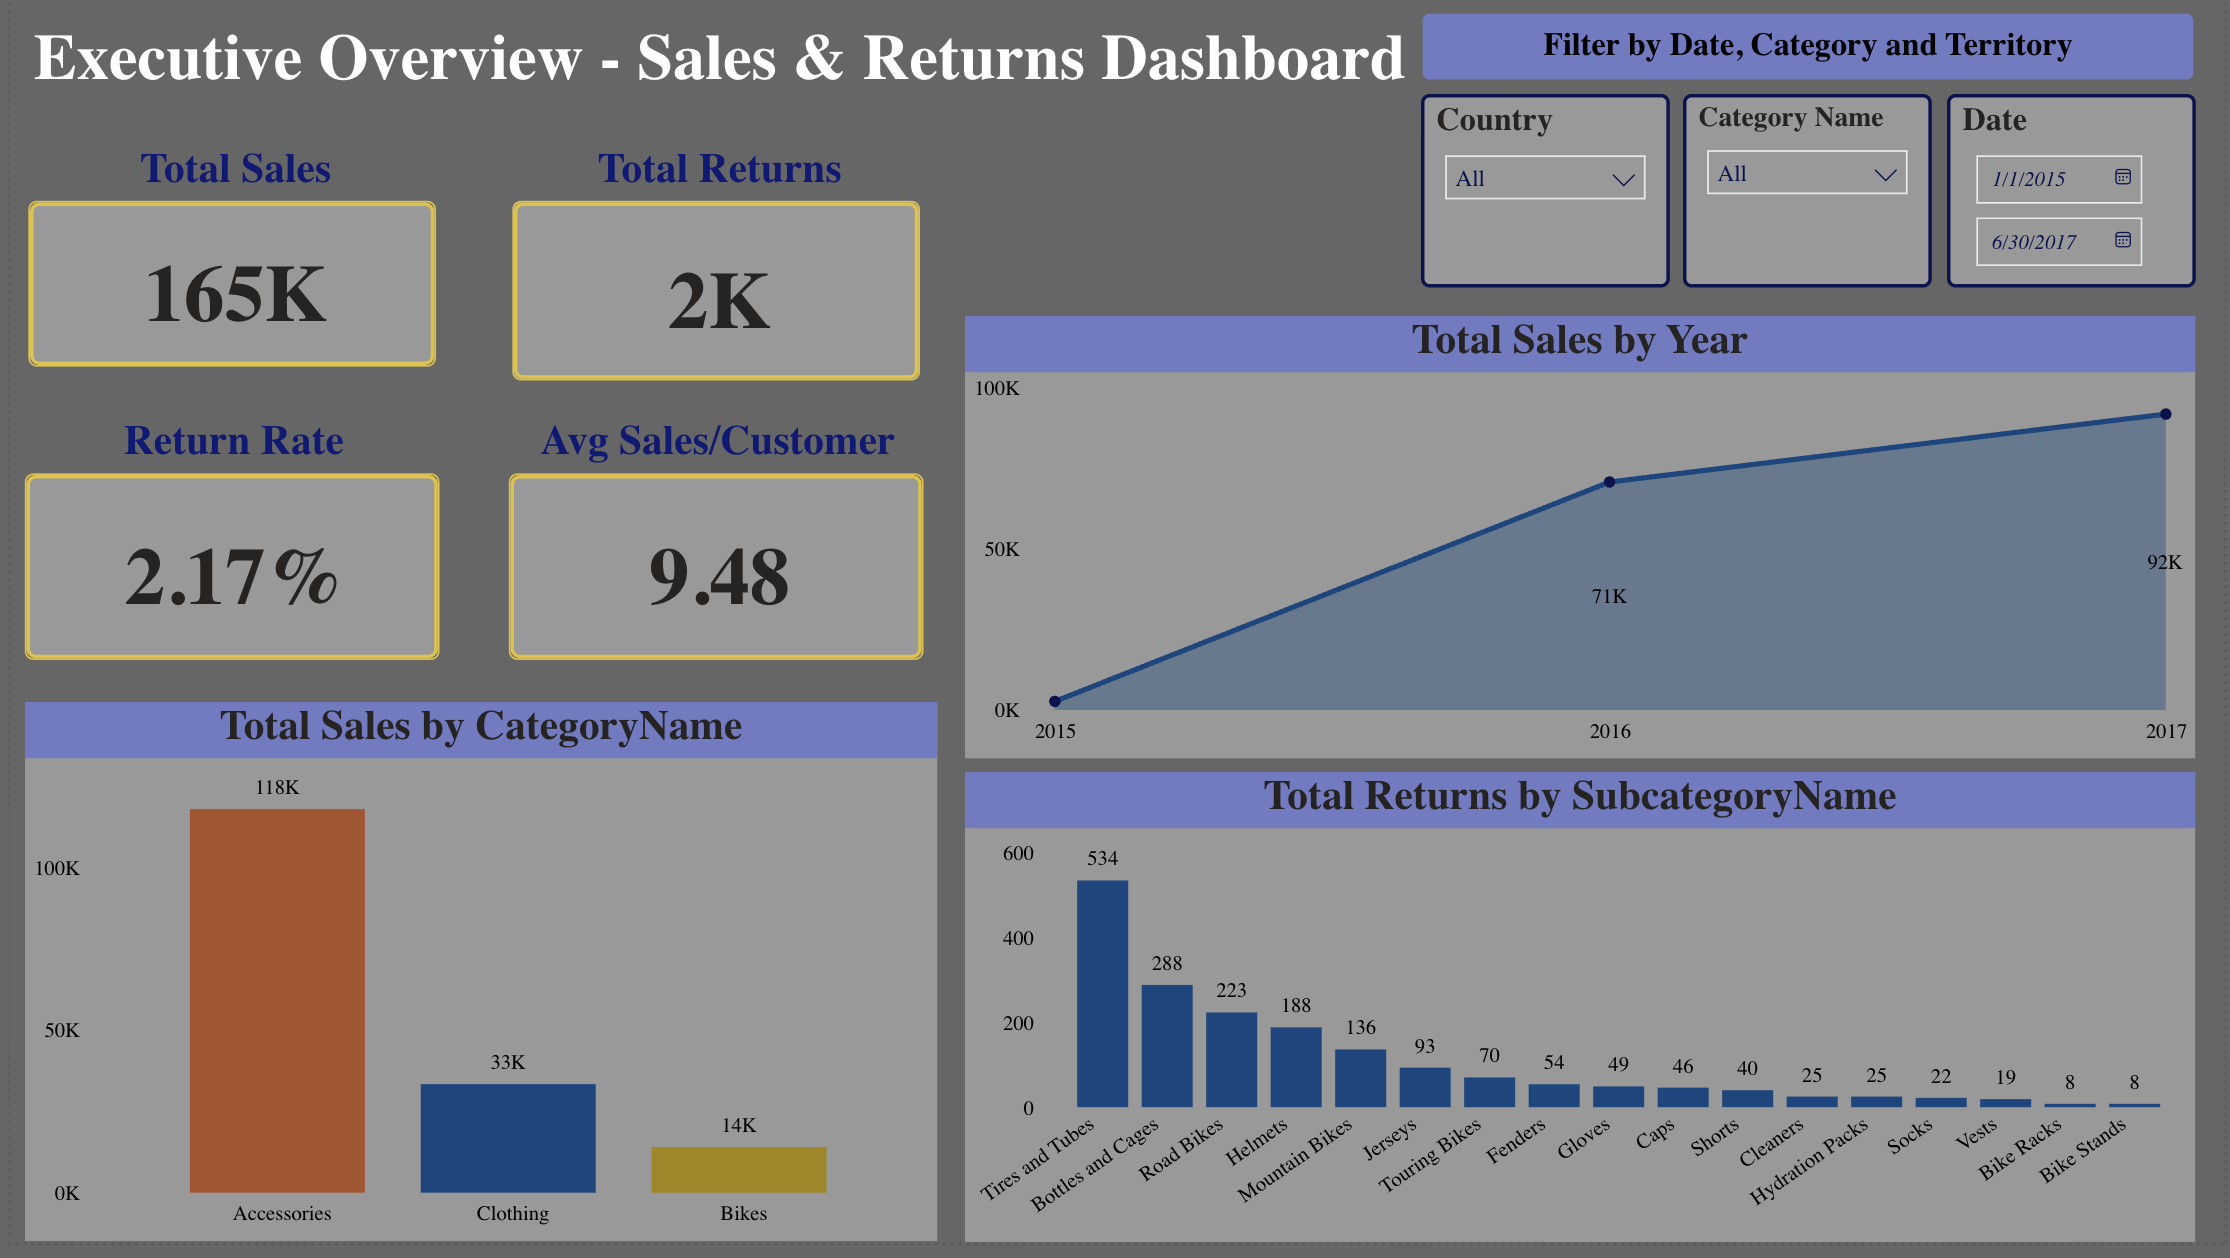 Executive Overview - Sales & Returns Dashboard
Filter by Date, Category and Territory
Country
All
Category Name
All
Date
1/1/2015
6/30/2017
Total Sales
165K
Total Returns
2K
Return Rate
2.17%
Avg Sales/Customer
9.48
Total Sales by Year
100K
50K
0K
71K
92K
2015
2016
2017
Total Sales by CategoryName
100K
50K
0K
118K
33K
14K
Accessories
Clothing
Bikes
Total Returns by SubcategoryName
600
400
200
0
534
288
223
188
136
93
70
54
49
46
40
25
25
22
19
8
8
Tires and Tubes
Bottles and Cages
Road Bikes
Helmets
Mountain Bikes
Jerseys
Touring Bikes
Fenders
Gloves
Caps
Shorts
Cleaners
Hydration Packs
Socks
Vests
Bike Racks
Bike Stands